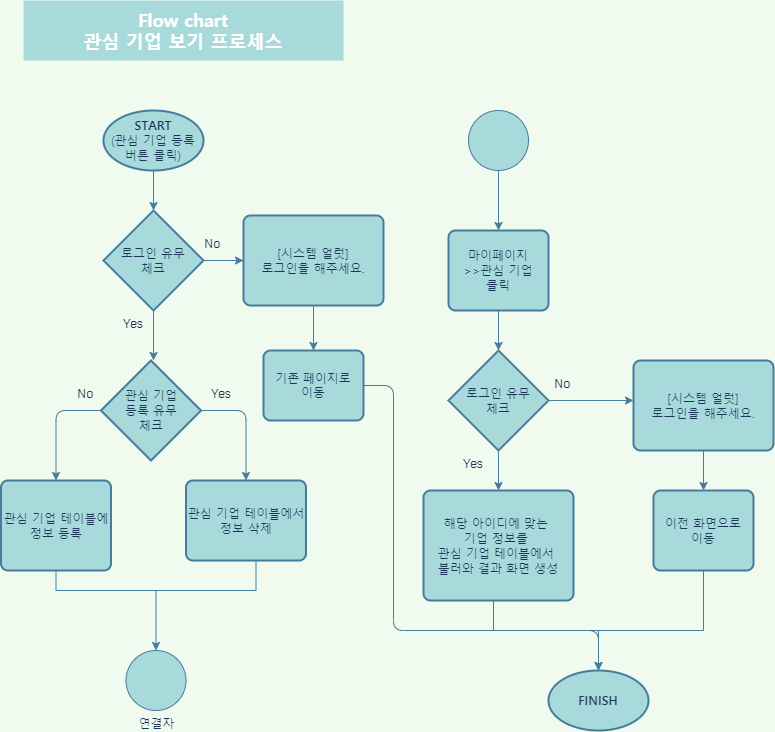 Flow chart
관심 기업 보기 프로세스
START
(관심 기업 등록
버튼 클릭)
로그인 유무
체크
No
[시스템 얼럿]
로그인을 해주세요.
Yes
기존 페이지로
이동
관심 기업
등록 유무
체크
No
Yes
관심 기업 테이블에
정보 등록
관심 기업 테이블에서
정보 삭제
연결자
마이페이지
>>관심 기업
클릭
로그인 유무
체크
No
[시스템 얼럿]
로그인을 해주세요.
Yes
해당 아이디에 맞는
기업 정보를
관심 기업 테이블에서
불러와 결과 화면 생성
이전 화면으로
이동
FINISH